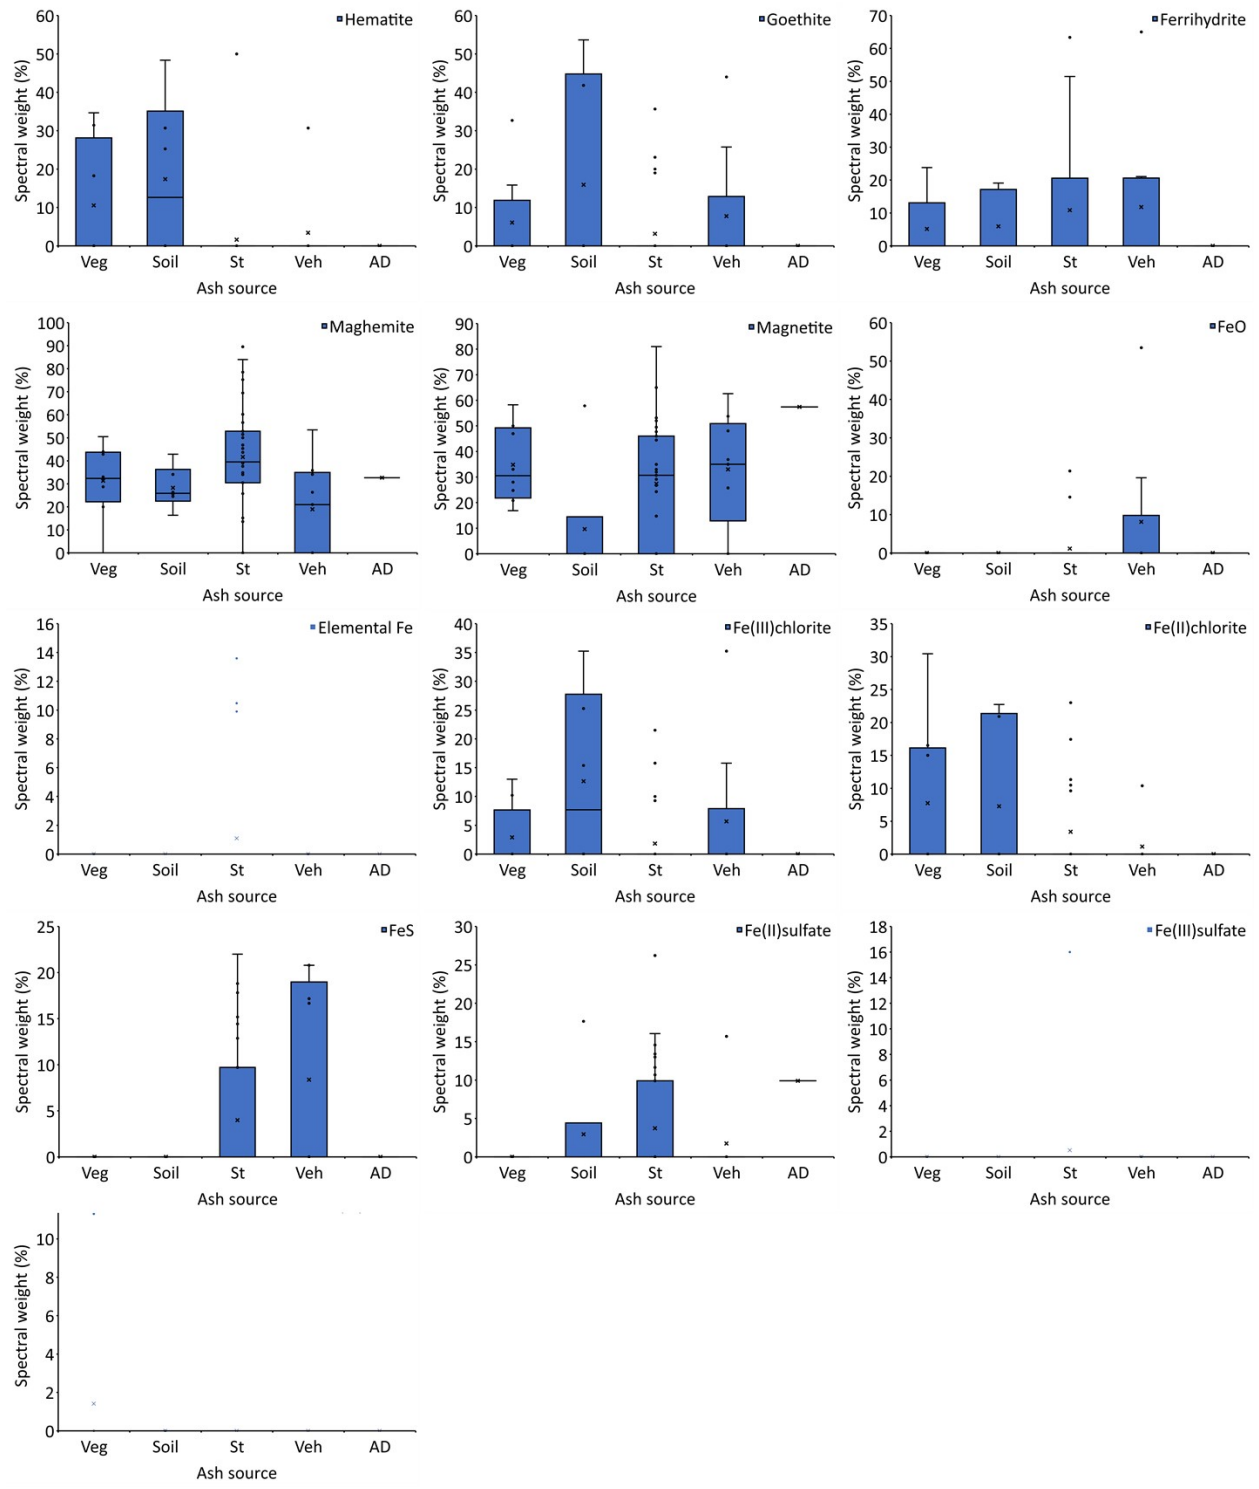 Hematite
Spectral weight (%)
60
50
40
30
20
10
0
Veg Soil St Veh AD
Ash source
Goethite
Spectral weight (%)
60
50
40
30
20
10
0
Veg Soil St Veh AD
Ash source
Ferrihydrite
Spectral weight (%)
70
60
50
40
30
20
10
0
Veg Soil St Veh AD
Ash source
Maghemite
Spectral weight (%)
100
90
80
70
60
50
40
30
20
10
0
Veg Soil St Veh AD
Ash source
Magnetite
Spectral weight (%)
90
80
70
60
50
40
30
20
10
0
Veg Soil St Veh AD
Ash source
FeO
Spectral weight (%)
60
50
40
30
20
10
0
Veg Soil St Veh AD
Ash source
Elemental Fe
Spectral weight (%)
16
14
12
10
8
6
4
2
0
Veg Soil St Veh AD
Ash source
Fe(III)chlorite
Spectral weight (%)
40
35
30
25
20
15
10
5
0
Veg Soil St Veh AD
Ash source
Fe(II)chlorite
Spectral weight (%)
35
30
25
20
15
10
5
0
Veg Soil St Veh AD
Ash source
FeS
Spectral weight (%)
25
20
15
10
5
0
Veg Soil St Veh AD
Ash source
Fe(II)sulfate
Spectral weight (%)
30
25
20
15
10
5
0
Veg Soil St Veh AD
Ash source
Fe(III)sulfate
Spectral weight (%)
18
16
14
12
10
8
6
4
2
0
Veg Soil St Veh AD
Ash source
Spectral weight (%)
10
8
6
4
2
0
Veg Soil St Veh AD
Ash source